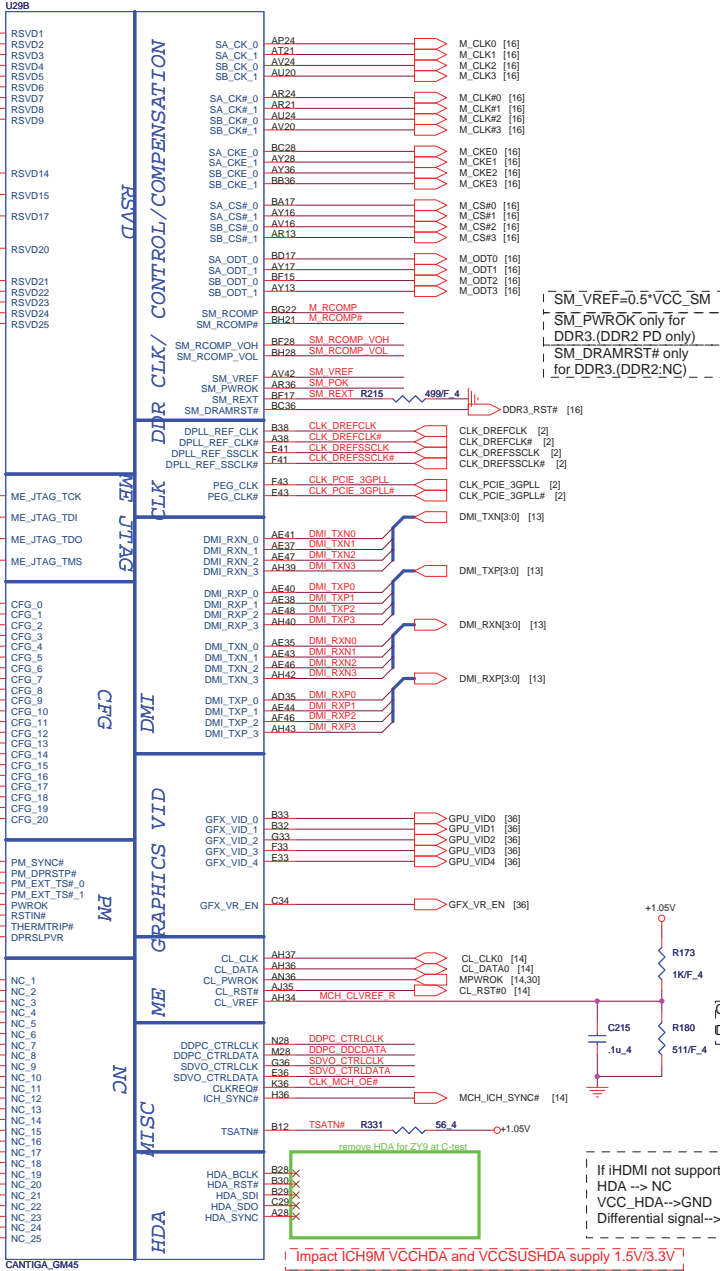 U29B
RSVD1
RSVD2
RSVD3
RSVD4
RSVD5
RSVD6
RSVD7
RSVD8
RSVD9
RSVD14
RSVD15
RSVD17
RSVD20
RSVD21
RSVD22
RSVD23
RSVD24
RSVD25
RSVD
ME_JTAG_TCK
ME_JTAG_TDI
ME_JTAG_TDO
ME_JTAG_TMS
ME JTAG
CFG_0
CFG_1
CFG_2
CFG_3
CFG_4
CFG_5
CFG_6
CFG_7
CFG_8
CFG_9
CFG_10
CFG_11
CFG_12
CFG_13
CFG_14
CFG_15
CFG_16
CFG_17
CFG_18
CFG_19
CFG_20
CFG
PM_SYNC#
PM_DPRSTP#
PM_EXT_TS#_0
PM_EXT_TS#_1
PWROK
RSTIN#
THERMTRIP#
DPRSLPVR
PM
NC_1
NC_2
NC_3
NC_4
NC_5
NC_6
NC_7
NC_8
NC_9
NC_10
NC_11
NC_12
NC_13
NC_14
NC_15
NC_16
NC_17
NC_18
NC_19
NC_20
NC_21
NC_22
NC_23
NC_24
NC_25
NC
CANTIGA_GM45
DDR CLK/ CONTROL/COMPENSATION
SA_CK_0 AP24 M_CLK0 [16]
SA_CK_1 AT21 M_CLK1 [16]
SB_CK_0 AV24 M_CLK2 [16]
SB_CK_1 AU20 M_CLK3 [16]
SA_CK#_0 AR24 M_CLK#0 [16]
SA_CK#_1 AR21 M_CLK#1 [16]
SB_CK#_0 AU24 M_CLK#2 [16]
SB_CK#_1 AV20 M_CLK#3 [16]
SA_CKE_0 BC28 M_CKE0 [16]
SA_CKE_1 AY28 M_CKE1 [16]
SB_CKE_0 AY36 M_CKE2 [16]
SB_CKE_1 BB36 M_CKE3 [16]
SA_CS#_0 BA17 M_CS#0 [16]
SA_CS#_1 AY16 M_CS#1 [16]
SB_CS#_0 AV16 M_CS#2 [16]
SB_CS#_1 AR13 M_CS#3 [16]
SA_ODT_0 BD17 M_ODT0 [16]
SA_ODT_1 AY17 M_ODT1 [16]
SB_ODT_0 BF15 M_ODT2 [16]
SB_ODT_1 AY13 M_ODT3 [16]
SM_RCOMP BG22 M_RCOMP
SM_RCOMP# BH21 M_RCOMP#
SM_RCOMP_VOH BF28 SM_RCOMP_VOH
SM_RCOMP_VOL BH28 SM_RCOMP_VOL
SM_VREF AV42 SM_VREF
SM_PWROK AR36 SM_POK
SM_REXT BF17 SM_REXT R215 499/F_4
SM_DRAMRST# BC36 DDR3_RST# [16]
SM_VREF=0.5*VCC_SM
SM_PWROK only for
DDR3.(DDR2 PD only)
SM_DRAMRST# only
for DDR3.(DDR2:NC)
CLK
DPLL_REF_CLK B38 CLK_DREFCLK CLK_DREFCLK [2]
DPLL_REF_CLK# A38 CLK_DREFCLK# CLK_DREFCLK# [2]
DPLL_REF_SSCLK E41 CLK_DREFSSCLK CLK_DREFSSCLK [2]
DPLL_REF_SSCLK# F41 CLK_DREFSSCLK# CLK_DREFSSCLK# [2]
PEG_CLK F43 CLK_PCIE_3GPLL CLK_PCIE_3GPLL [2]
PEG_CLK# E43 CLK_PCIE_3GPLL# CLK_PCIE_3GPLL# [2]
DMI
DMI_TXN[3:0] [13]
DMI_RXN_0 AE41 DMI_TXN0
DMI_RXN_1 AE37 DMI_TXN1
DMI_RXN_2 AE47 DMI_TXN2
DMI_RXN_3 AH39 DMI_TXN3
DMI_TXP[3:0] [13]
DMI_RXP_0 AE40 DMI_TXP0
DMI_RXP_1 AE38 DMI_TXP1
DMI_RXP_2 AE48 DMI_TXP2
DMI_RXP_3 AH40 DMI_TXP3
DMI_RXN[3:0] [13]
DMI_TXN_0 AE35 DMI_RXN0
DMI_TXN_1 AE43 DMI_RXN1
DMI_TXN_2 AE46 DMI_RXN2
DMI_TXN_3 AH42 DMI_RXN3
DMI_RXP[3:0] [13]
DMI_TXP_0 AD35 DMI_RXP0
DMI_TXP_1 AE44 DMI_RXP1
DMI_TXP_2 AF46 DMI_RXP2
DMI_TXP_3 AH43 DMI_RXP3
GRAPHICS VID
GFX_VID_0 B33 GPU_VID0 [36]
GFX_VID_1 B32 GPU_VID1 [36]
GFX_VID_2 G33 GPU_VID2 [36]
GFX_VID_3 F33 GPU_VID3 [36]
GFX_VID_4 E33 GPU_VID4 [36]
GFX_VR_EN C34 GFX_VR_EN [36]
ME
CL_CLK AH37 CL_CLK0 [14]
CL_DATA AH36 CL_DATA0 [14]
CL_PWROK AN36 MPWROK [14,30]
CL_RST# AJ35 CL_RST#0 [14]
CL_VREF AH34 MCH_CLVREF_R
+1.05V
R173
1K/F_4
C215
.1u_4
R180
511/F_4
MISC
DDPC_CTRLCLK N28 DDPC_CTRLCLK
DDPC_CTRLDATA M28 DDPC_DDCDATA
SDVO_CTRLCLK G36 SDVO_CTRLCLK
SDVO_CTRLDATA E36 SDVO_CTRLDATA
CLKREQ# K36 CLK_MCH_OE#
ICH_SYNC# H36 MCH_ICH_SYNC# [14]
TSATN# B12 TSATN# R331 56_4 +1.05V
remove HDA for ZY9 at C-test
HDA
HDA_BCLK B28
HDA_RST# B30
HDA_SDI B29
HDA_SDO C29
HDA_SYNC A28
If iHDMI not support
HDA --> NC
VCC_HDA-->GND
Differential signal-->
Impact ICH9M VCCHDA and VCCSUSHDA supply 1.5V/3.3V